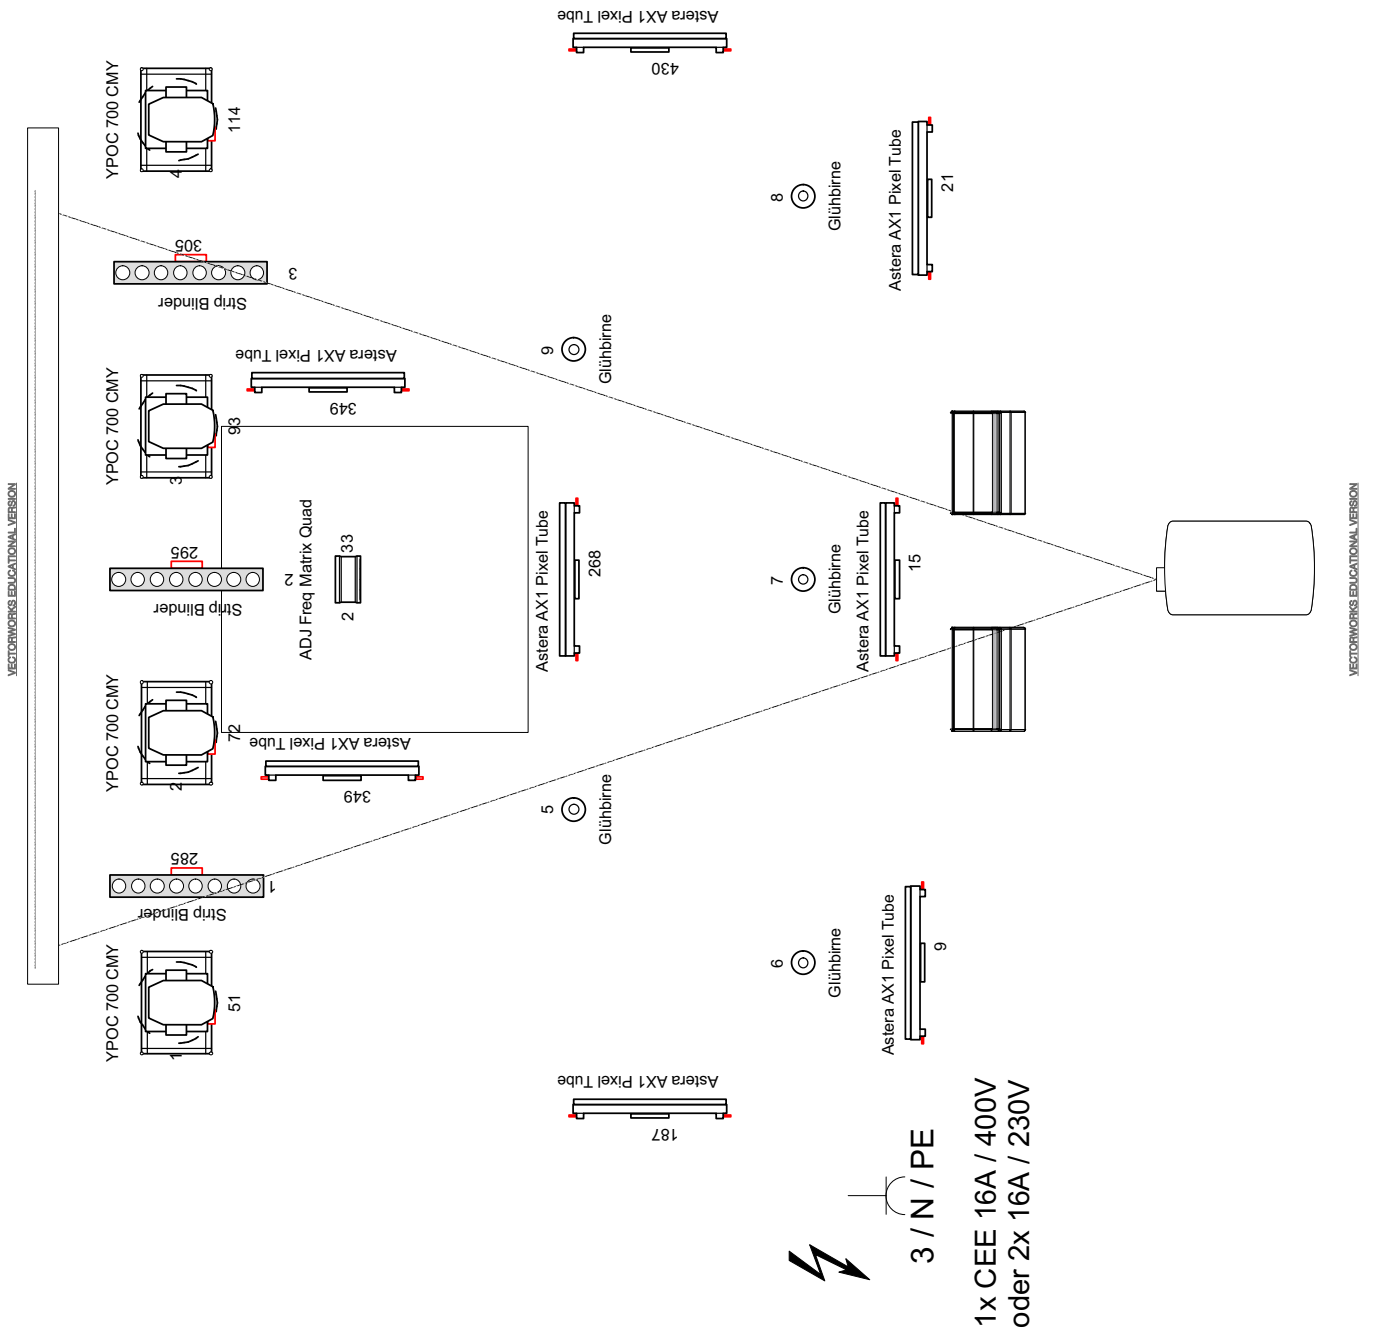 VECTORWORKS EDUCATIONAL VERSION
YPOC 700 CMY
4
114
Strip Blinder
305
3
YPOC 700 CMY
3
93
Strip Blinder
295
2
YPOC 700 CMY
2
72
Strip Blinder
285
1
YPOC 700 CMY
1
51
Astera AX1 Pixel Tube
430
Astera AX1 Pixel Tube
349
ADJ Freq Matrix Quad
2
33
Astera AX1 Pixel Tube
349
Astera AX1 Pixel Tube
268
Astera AX1 Pixel Tube
187
9
Glühbirne
5
Glühbirne
8
Glühbirne
7
Glühbirne
6
Glühbirne
Astera AX1 Pixel Tube
21
Astera AX1 Pixel Tube
15
Astera AX1 Pixel Tube
9
3 / N / PE
1x CEE 16A / 400V
oder 2x 16A / 230V
VECTORWORKS EDUCATIONAL VERSION